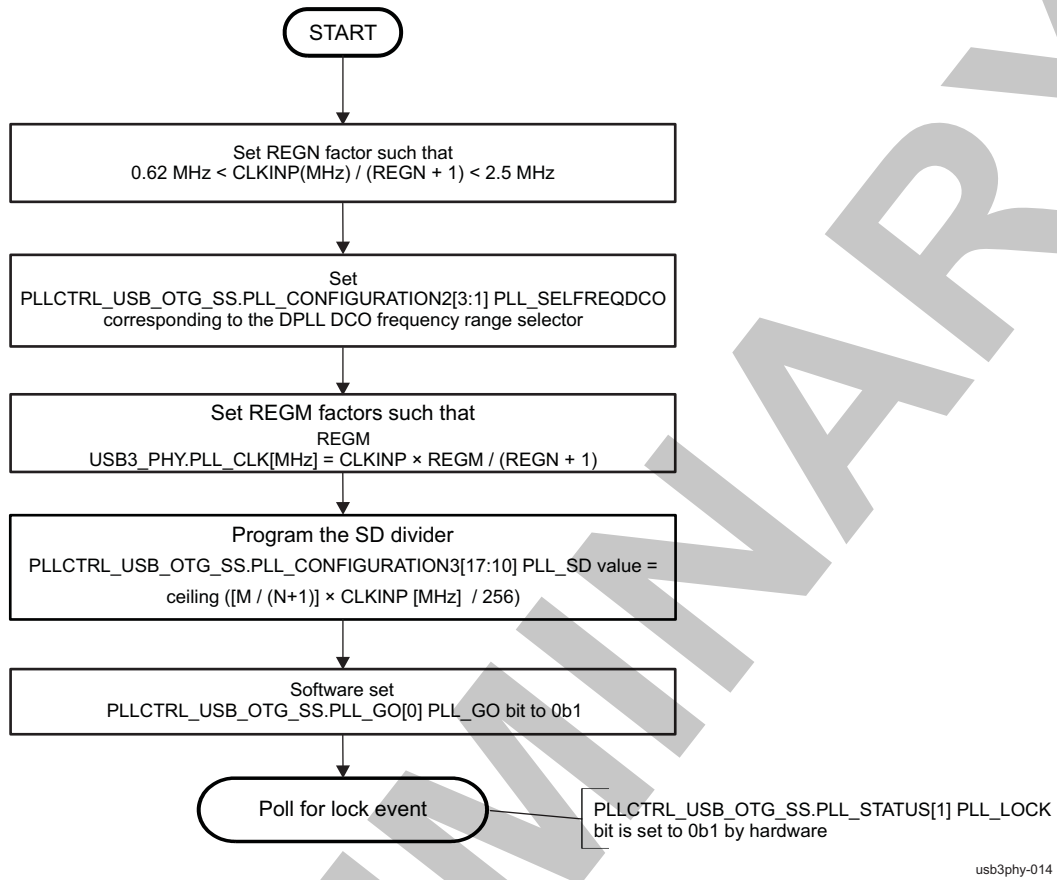 START
Set REGN factor such that
0.62 MHz < CLKINP(MHz) / (REGN + 1) < 2.5 MHz
Set
PLLCTRL_USB_OTG_SS.PLL_CONFIGURATION2[3:1] PLL_SELFREQDCO
corresponding to the DPLL DCO frequency range selector
Set REGM factors such that
REGM
USB3_PHY.PLL_CLK[MHz] = CLKINP × REGM / (REGN + 1)
Program the SD divider
PLLCTRL_USB_OTG_SS.PLL_CONFIGURATION3[17:10] PLL_SD value =
ceiling ([M / (N+1)] × CLKINP [MHz] / 256)
Software set
PLLCTRL_USB_OTG_SS.PLL_GO[0] PLL_GO bit to 0b1
Poll for lock event
PLLCTRL_USB_OTG_SS.PLL_STATUS[1] PLL_LOCK
bit is set to 0b1 by hardware
usb3phy-014
MINARY